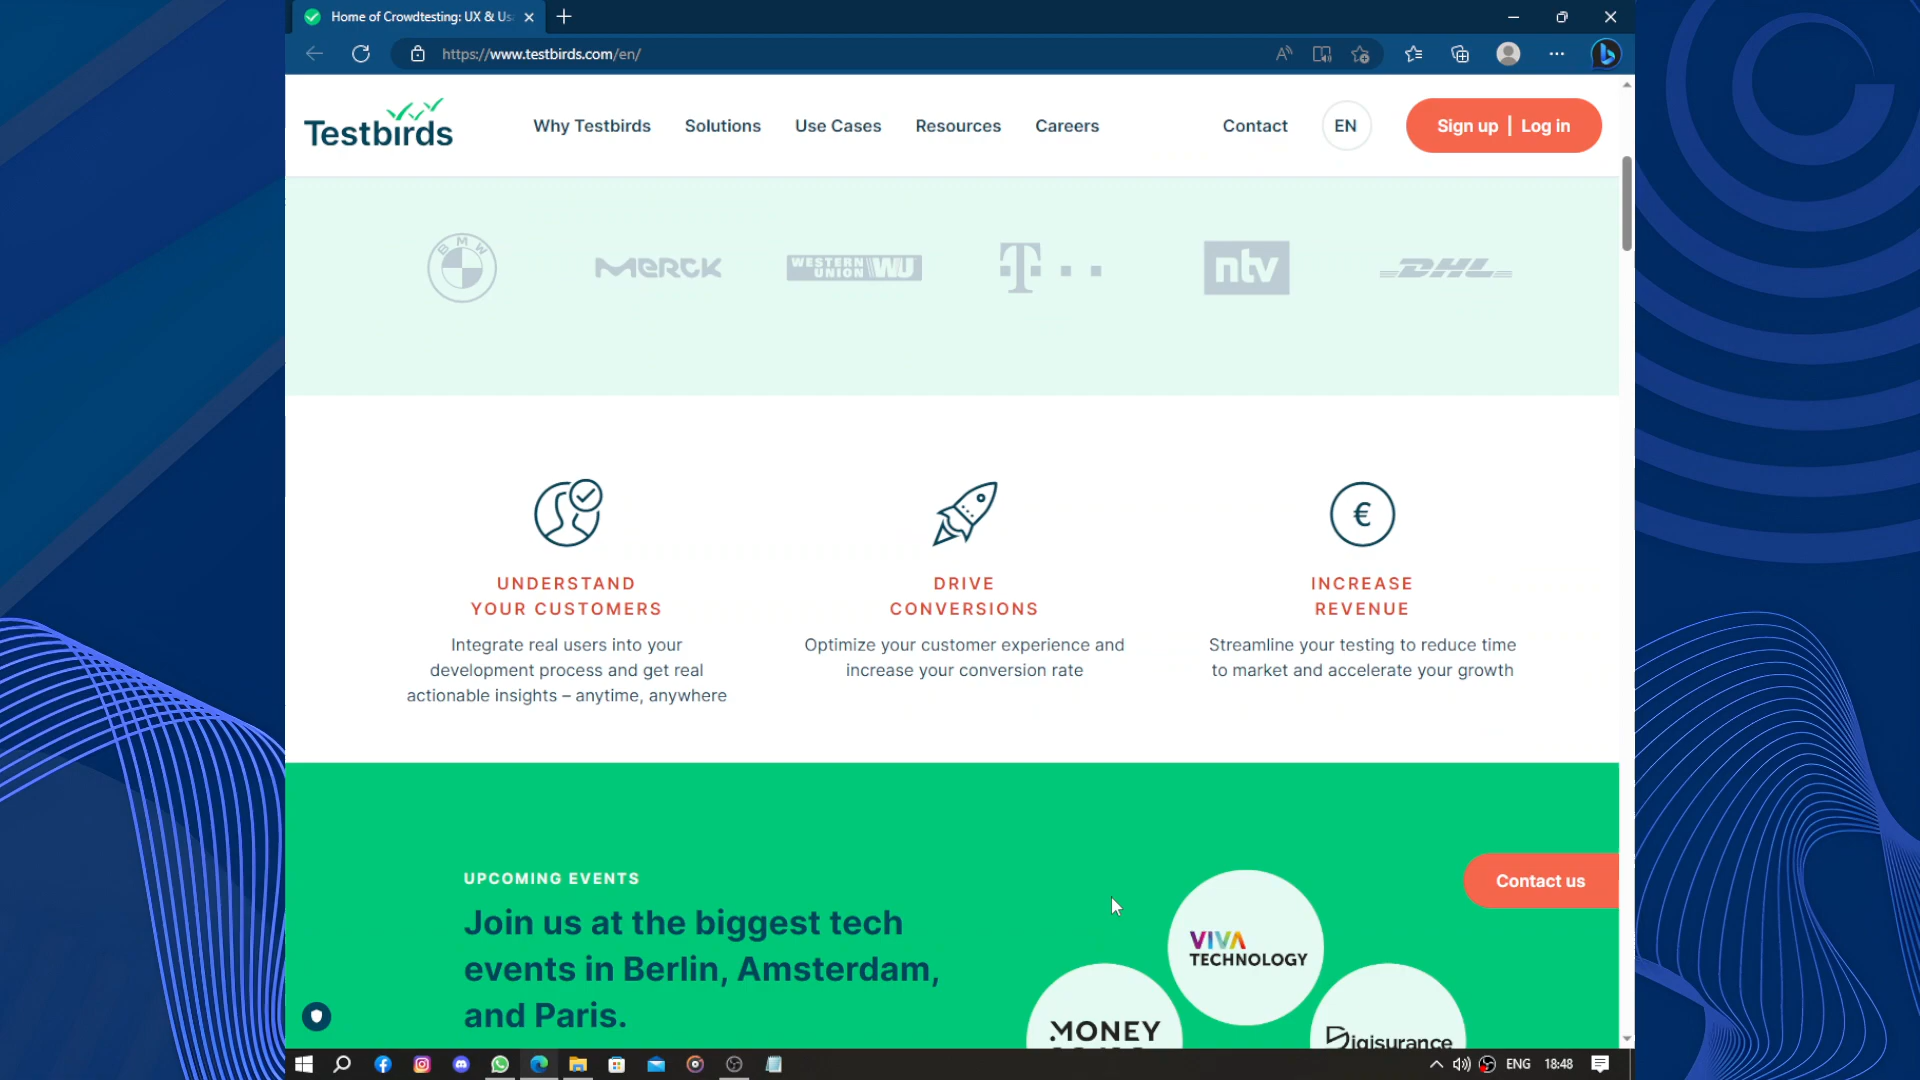 Home of Crowdtesting: UX & Us
https://www.testbirds.com/en/
Testbirds
Why Testbirds
Solutions
Use Cases
Resources
Careers
Contact
EN
Sign up | Log in
BMW
MERCK
WESTERN UNION WU
T
ntv
DHL
UNDERSTAND
YOUR CUSTOMERS
Integrate real users into your
development process and get real
actionable insights – anytime, anywhere
DRIVE
CONVERSIONS
Optimize your customer experience and
increase your conversion rate
€
INCREASE
REVENUE
Streamline your testing to reduce time
to market and accelerate your growth
UPCOMING EVENTS
Join us at the biggest tech
events in Berlin, Amsterdam,
and Paris.
VIVA
TECHNOLOGY
MONEY
Digisurance
Contact us
ENG
18:48